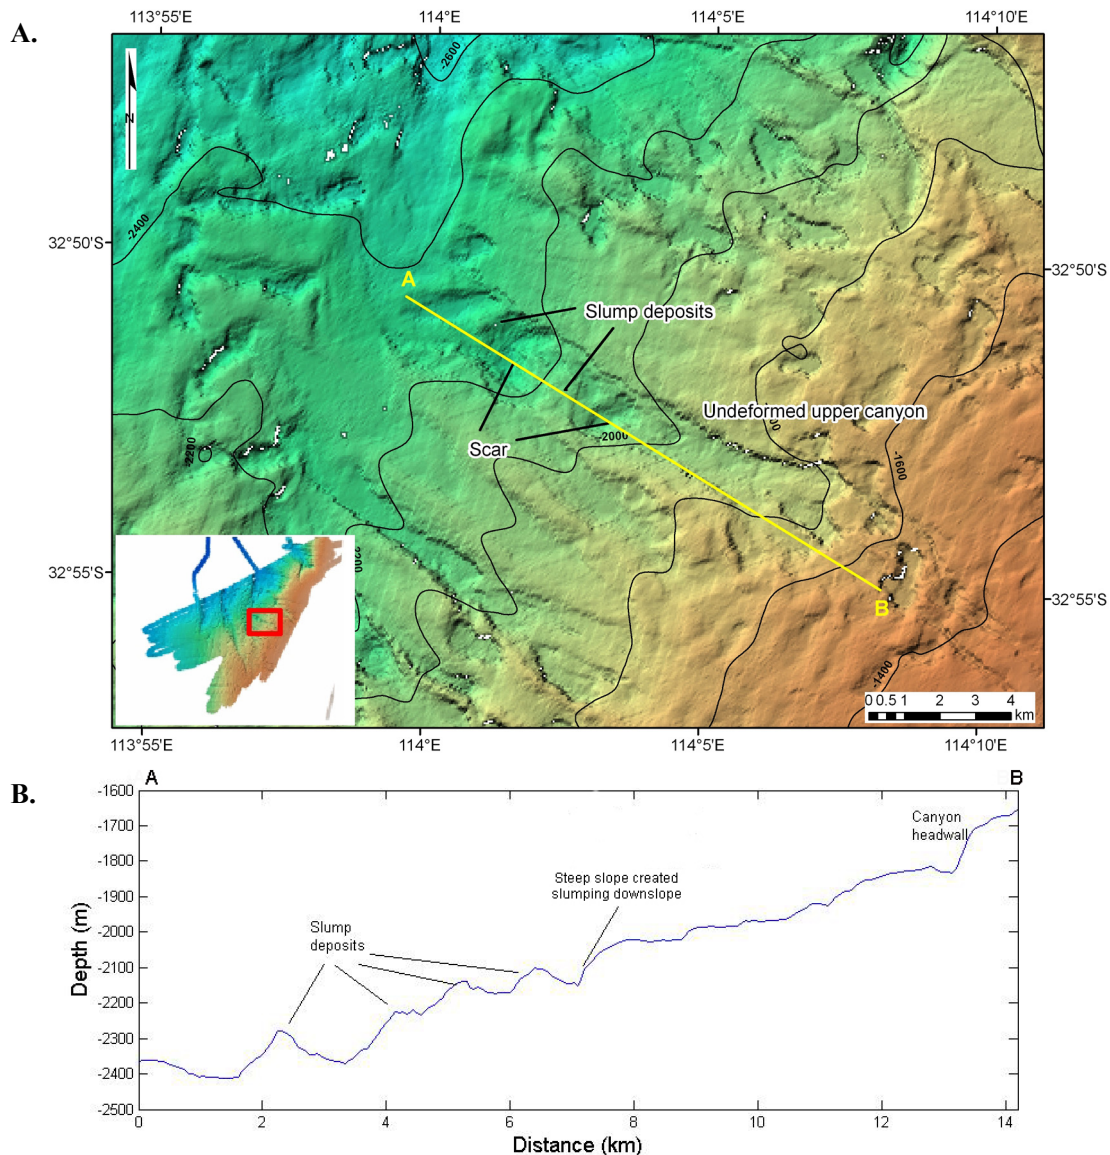 A.
113°55'E 114°E 114°5'E 114°10'E
-2600
N
-2400
32°50'S 32°50'S
A
Slump deposits
Undeformed upper canyon
-2000
Scar
-2200
-1600
32°55'S 32°55'S
B
-1400
0 0.5 1 2 3 4
km
113°55'E 114°E 114°5'E 114°10'E
B.
A B
-1600
-1700
-1800
-1900
-2000
-2100
-2200
-2300
-2400
-2500
Depth (m)
Canyon
headwall
Steep slope created
slumping downslope
Slump
deposits
0 2 4 6 8 10 12 14
Distance (km)